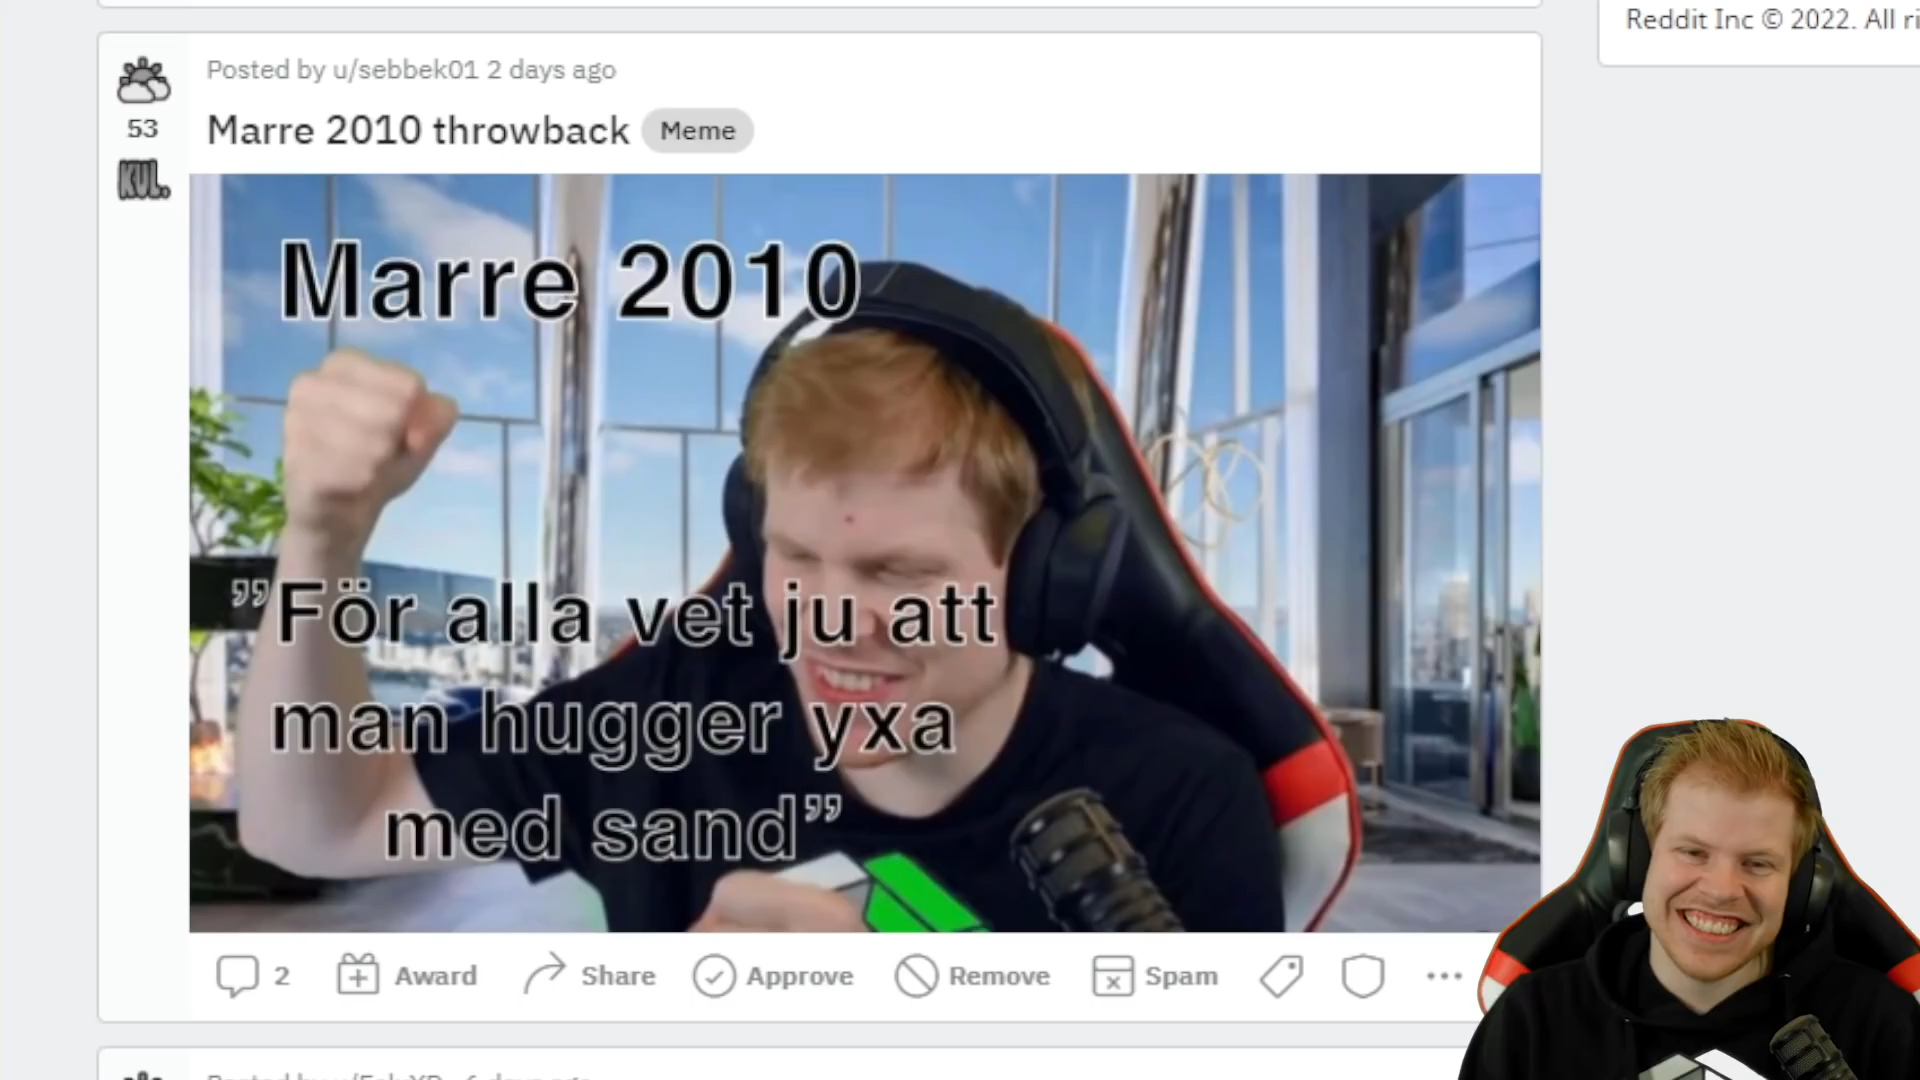 Reddit Inc © 2022. All ri
Posted by u/sebbek01 2 days ago
53
Marre 2010 throwback Meme
KUL.
Marre 2010
”För alla vet ju att
man hugger yxa
med sand”
2 Award Share Approve Remove Spam ...